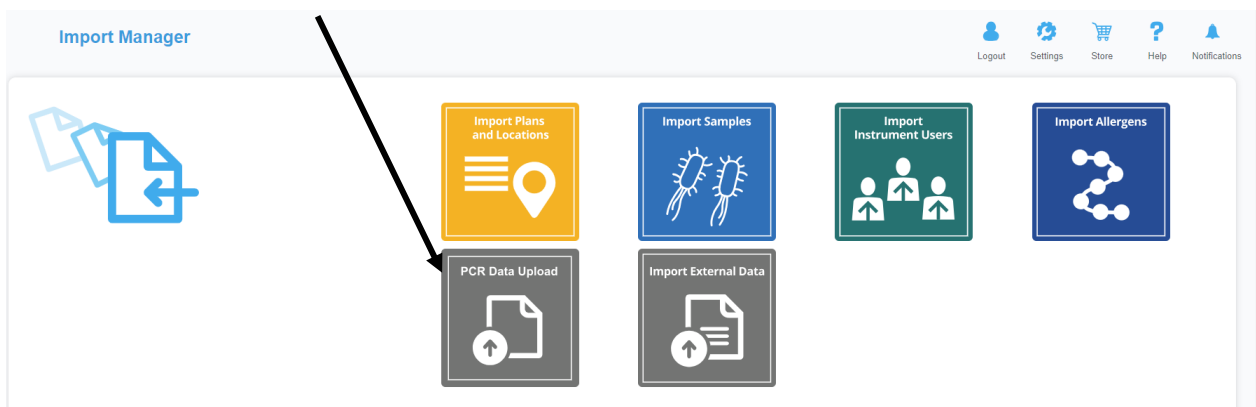 Import Manager
Logout
Settings
Store
Help
Notifications
Import Plans
and Locations
Import Samples
Import
Instrument Users
Import Allergens
PCR Data Upload
Import External Data